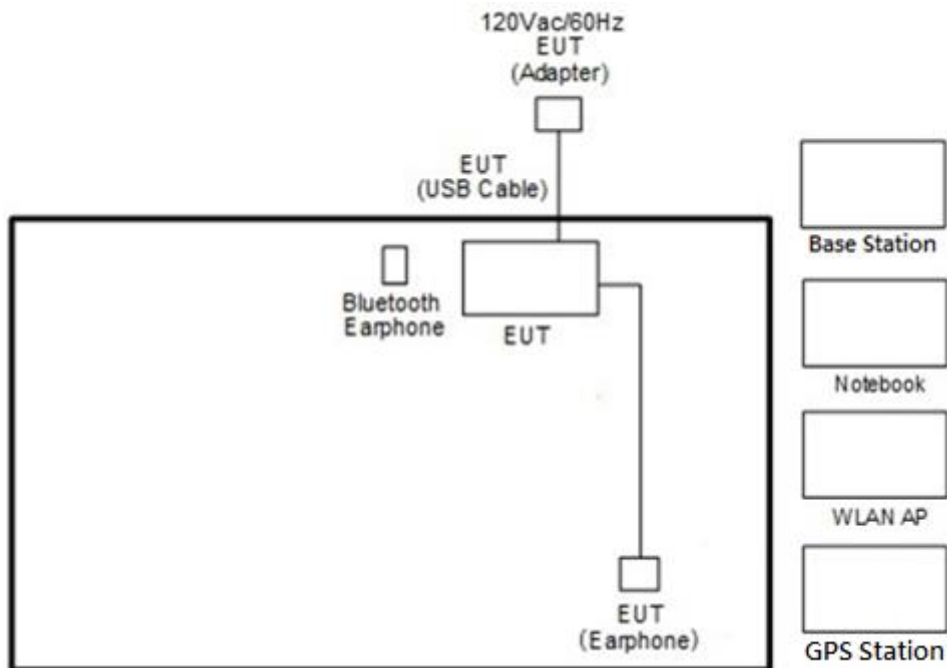 120Vac/60Hz
EUT
(Adapter)
EUT
(USB Cable)
Base Station
Bluetooth
Earphone
EUT
Notebook
WLAN AP
EUT
(Earphone)
GPS Station